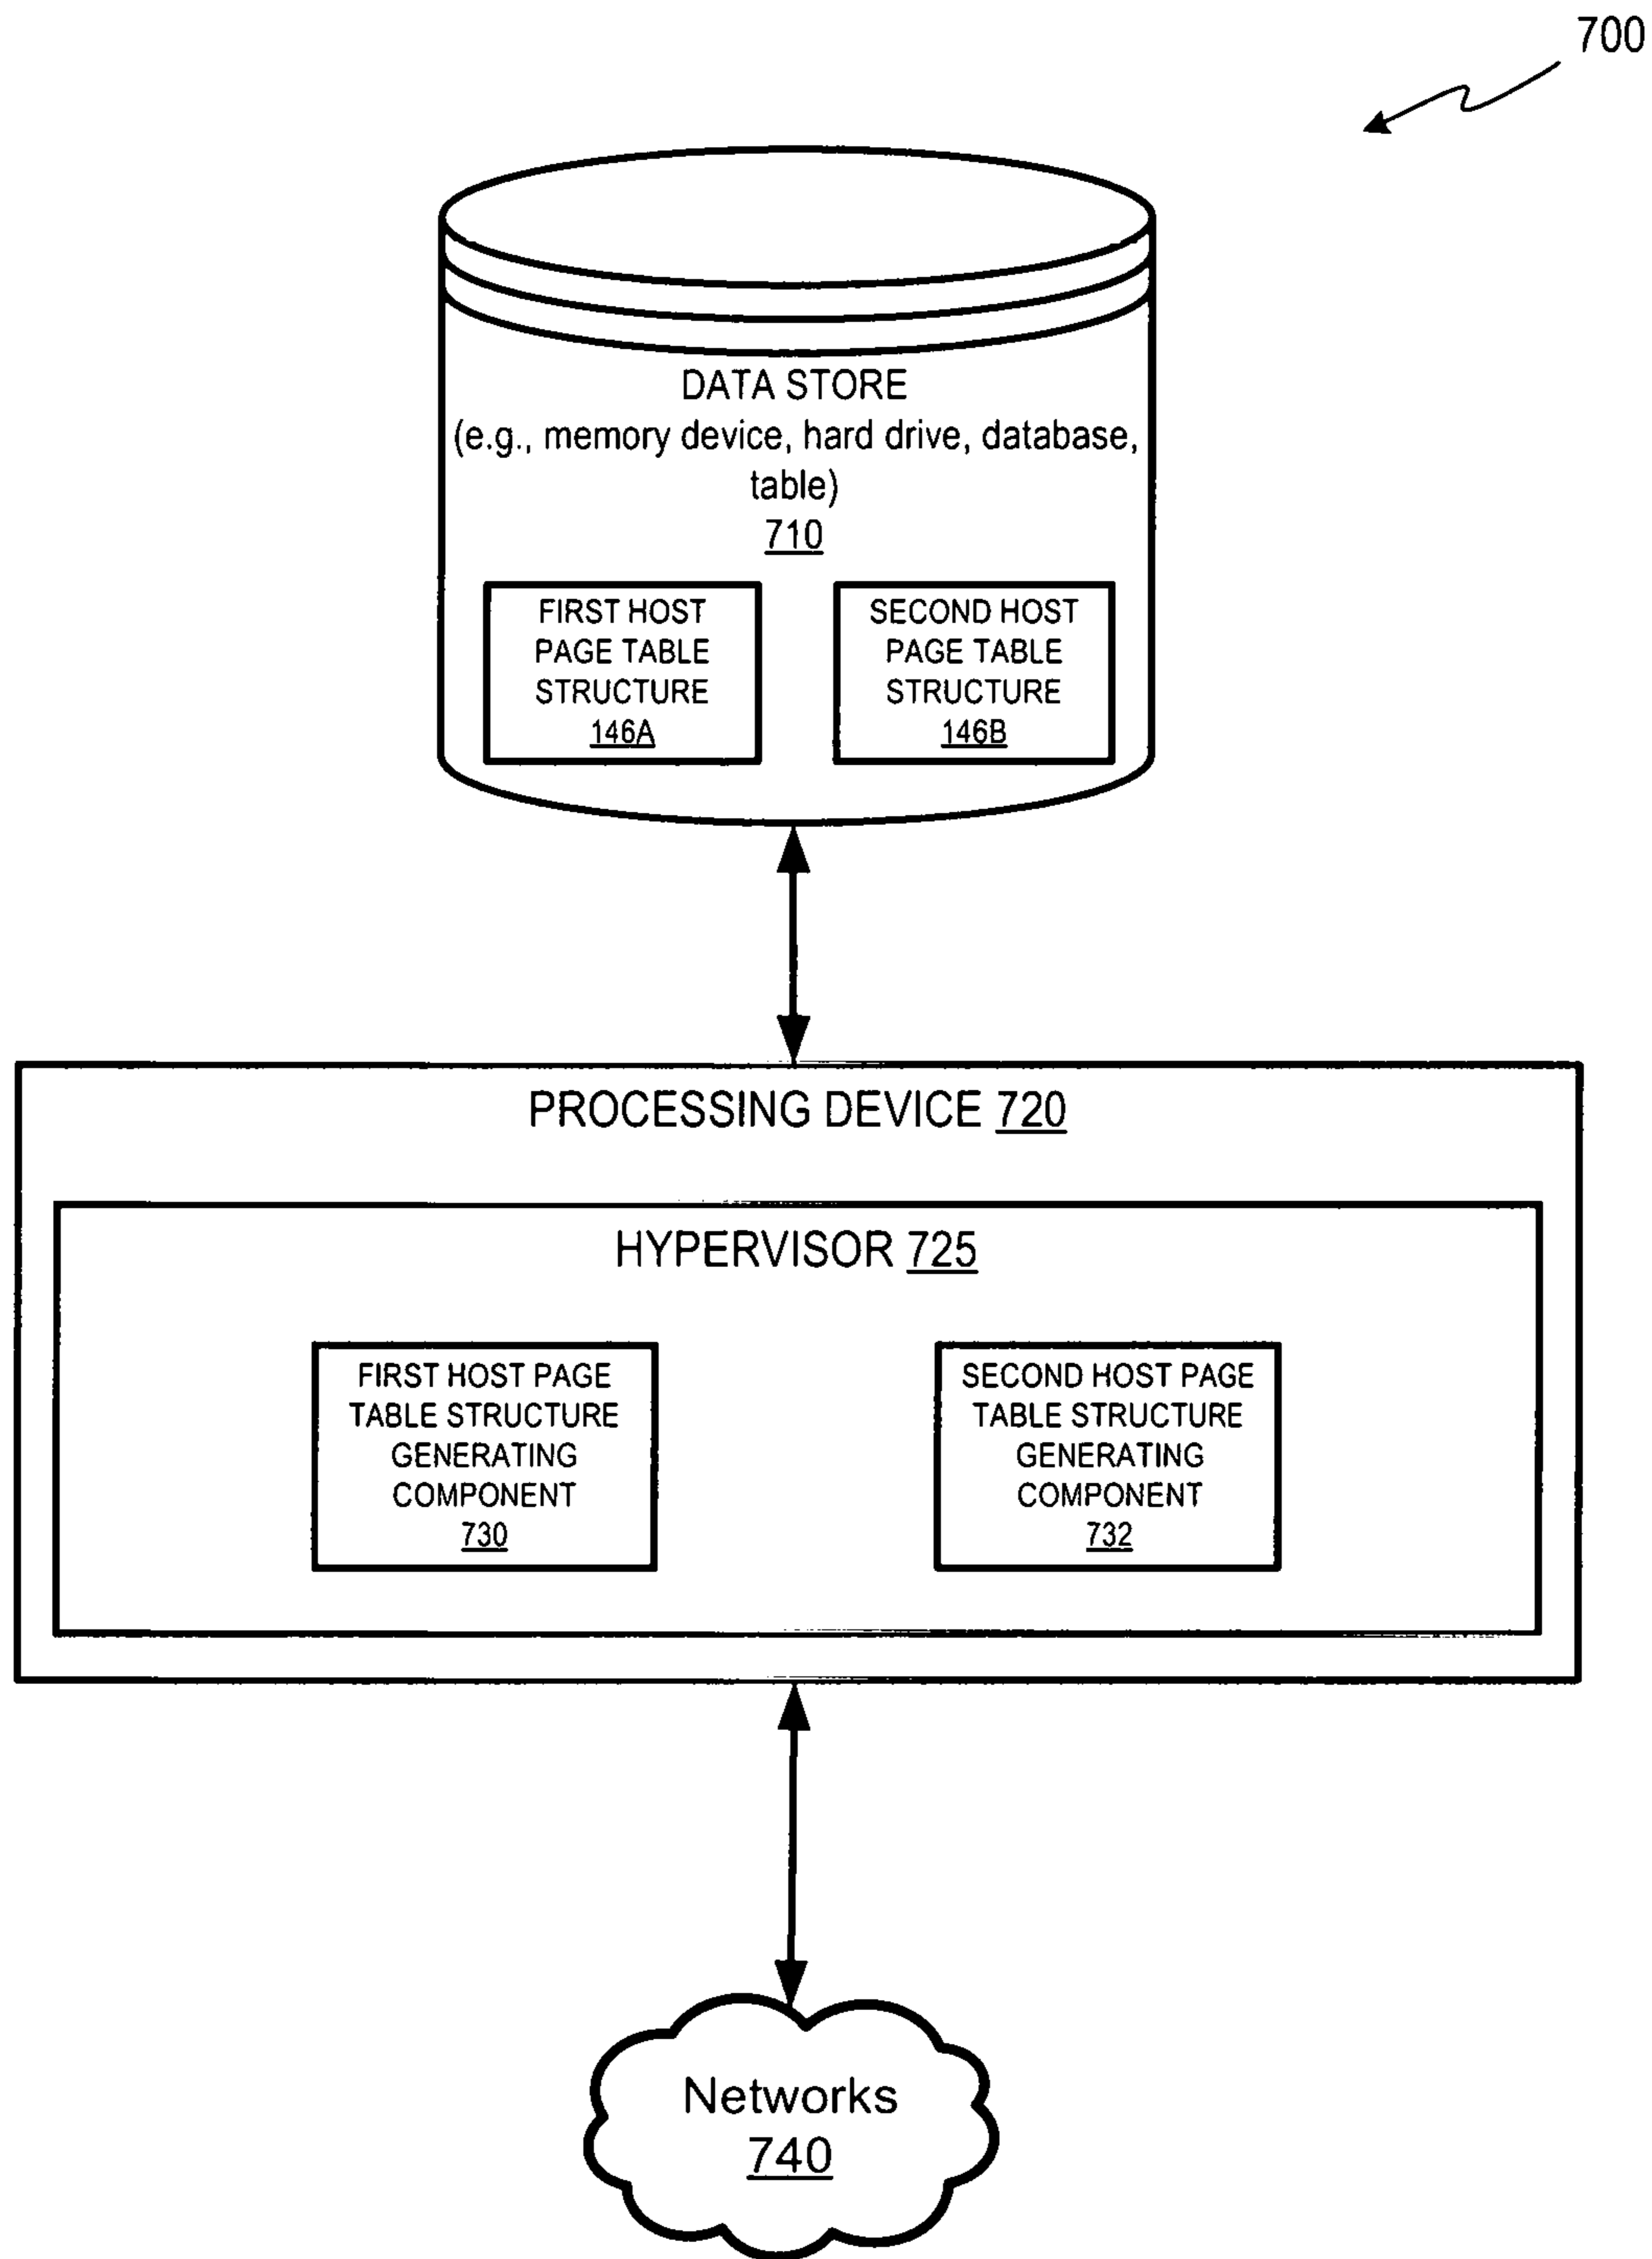 700
DATA STORE
(e.g., memory device, hard drive, database,
table)
710
FIRST HOST
PAGE TABLE
STRUCTURE
146A
SECOND HOST
PAGE TABLE
STRUCTURE
146B
PROCESSING DEVICE 720
HYPERVISOR 725
FIRST HOST PAGE
TABLE STRUCTURE
GENERATING
COMPONENT
730
SECOND HOST PAGE
TABLE STRUCTURE
GENERATING
COMPONENT
732
Networks
740